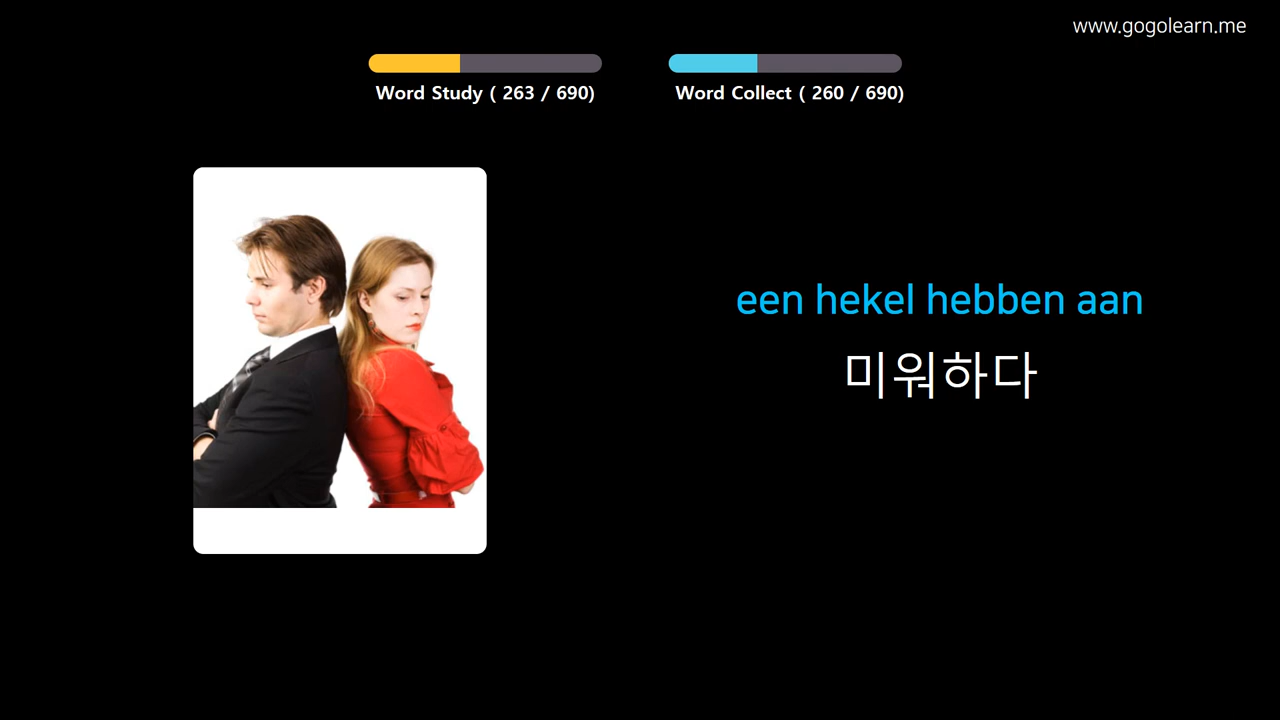 www.gogolearn.me
Word Study ( 263 / 690)
Word Collect ( 260 / 690)
een hekel hebben aan
미워하다